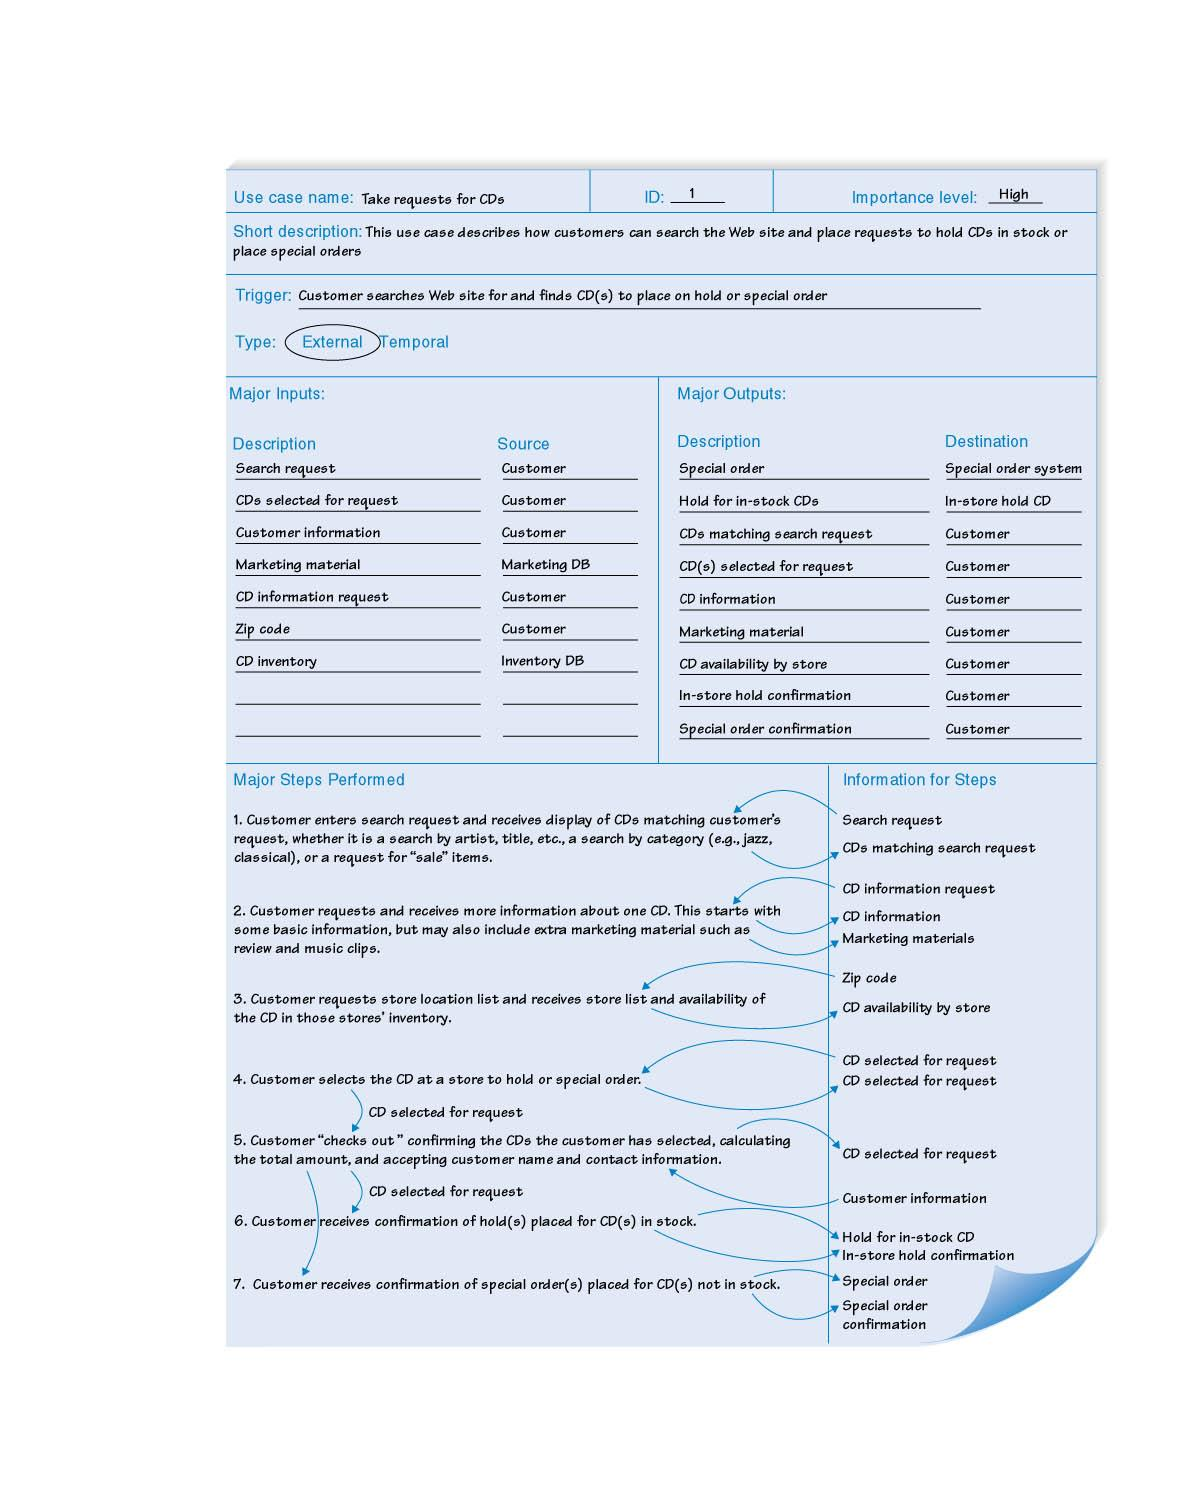 Use case name: Take requests for CDs ID: 1 Importance level: High
Short description: This use case describes how customers can search the Web site and place requests to hold CDs in stock or
place special orders
Trigger: Customer searches Web site for and finds CD(s) to place on hold or special order
Type: External Temporal
Major Inputs:
Description Source
Search request Customer
CDs selected for request Customer
Customer information Customer
Marketing material Marketing DB
CD information request Customer
Zip code Customer
CD inventory Inventory DB
Major Outputs:
Description Destination
Special order Special order system
Hold for in-stock CDs In-store hold CD
CDs matching search request Customer
CD(s) selected for request Customer
CD information Customer
Marketing material Customer
CD availability by store Customer
In-store hold confirmation Customer
Special order confirmation Customer
Major Steps Performed
1. Customer enters search request and receives display of CDs matching customer's
request, whether it is a search by artist, title, etc., a search by category (e.g., jazz,
classical), or a request for “sale” items.
2. Customer requests and receives more information about one CD. This starts with
some basic information, but may also include extra marketing material such as
review and music clips.
3. Customer requests store location list and receives store list and availability of
the CD in those stores’ inventory.
4. Customer selects the CD at a store to hold or special order.
CD selected for request
5. Customer “checks out” confirming the CDs the customer has selected, calculating
the total amount, and accepting customer name and contact information.
CD selected for request
6. Customer receives confirmation of hold(s) placed for CD(s) in stock.
7. Customer receives confirmation of special order(s) placed for CD(s) not in stock.
Information for Steps
Search request
CDs matching search request
CD information request
CD information
Marketing materials
Zip code
CD availability by store
CD selected for request
CD selected for request
CD selected for request
Customer information
Hold for in-stock CD
In-store hold confirmation
Special order
Special order
confirmation